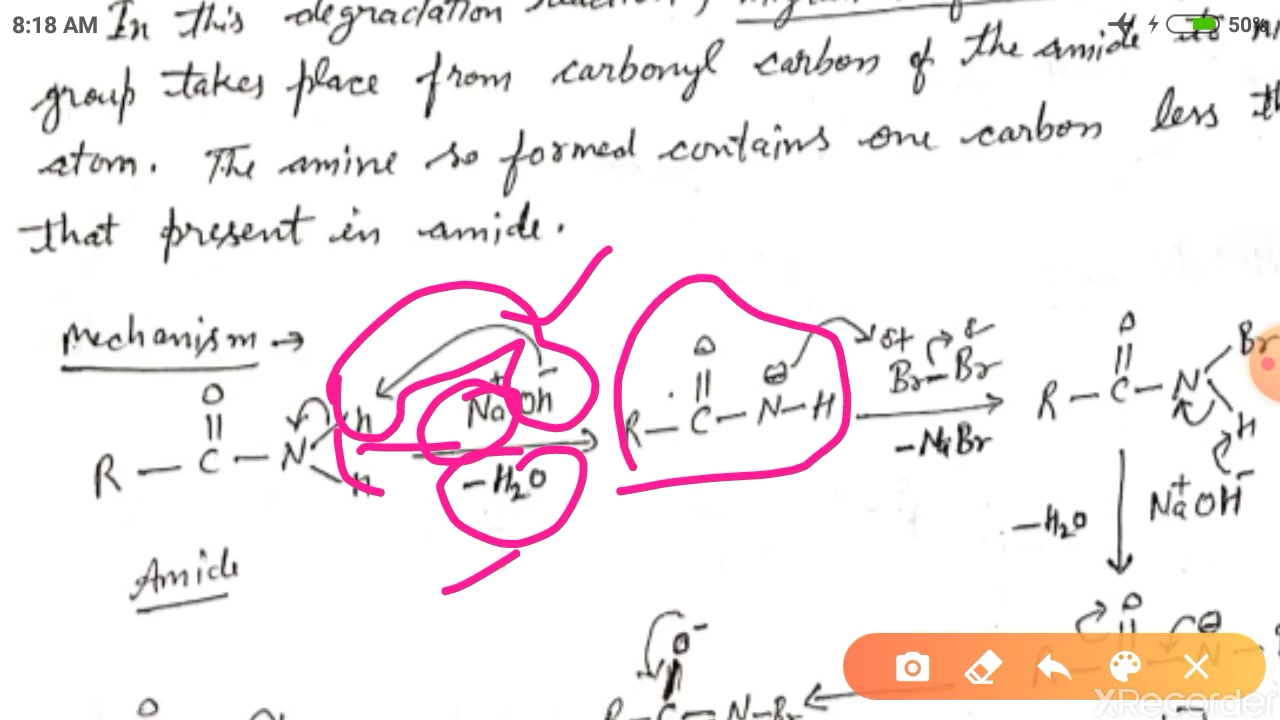 8:18 AM
50%
In this degradation
group takes place from carbonyl carbon of the amide its
atom. The amine so formed contains one carbon less
that present in amide.
Mechanism →
O O δ+ δ- O Br
R - C - N h h Na+ Oh- R - C - N - H Br - Br R - C - N H
- H2O - NaBr
Amide
- H2O Na+ OH-
O
O-
R - C - N - Br
XRecorder